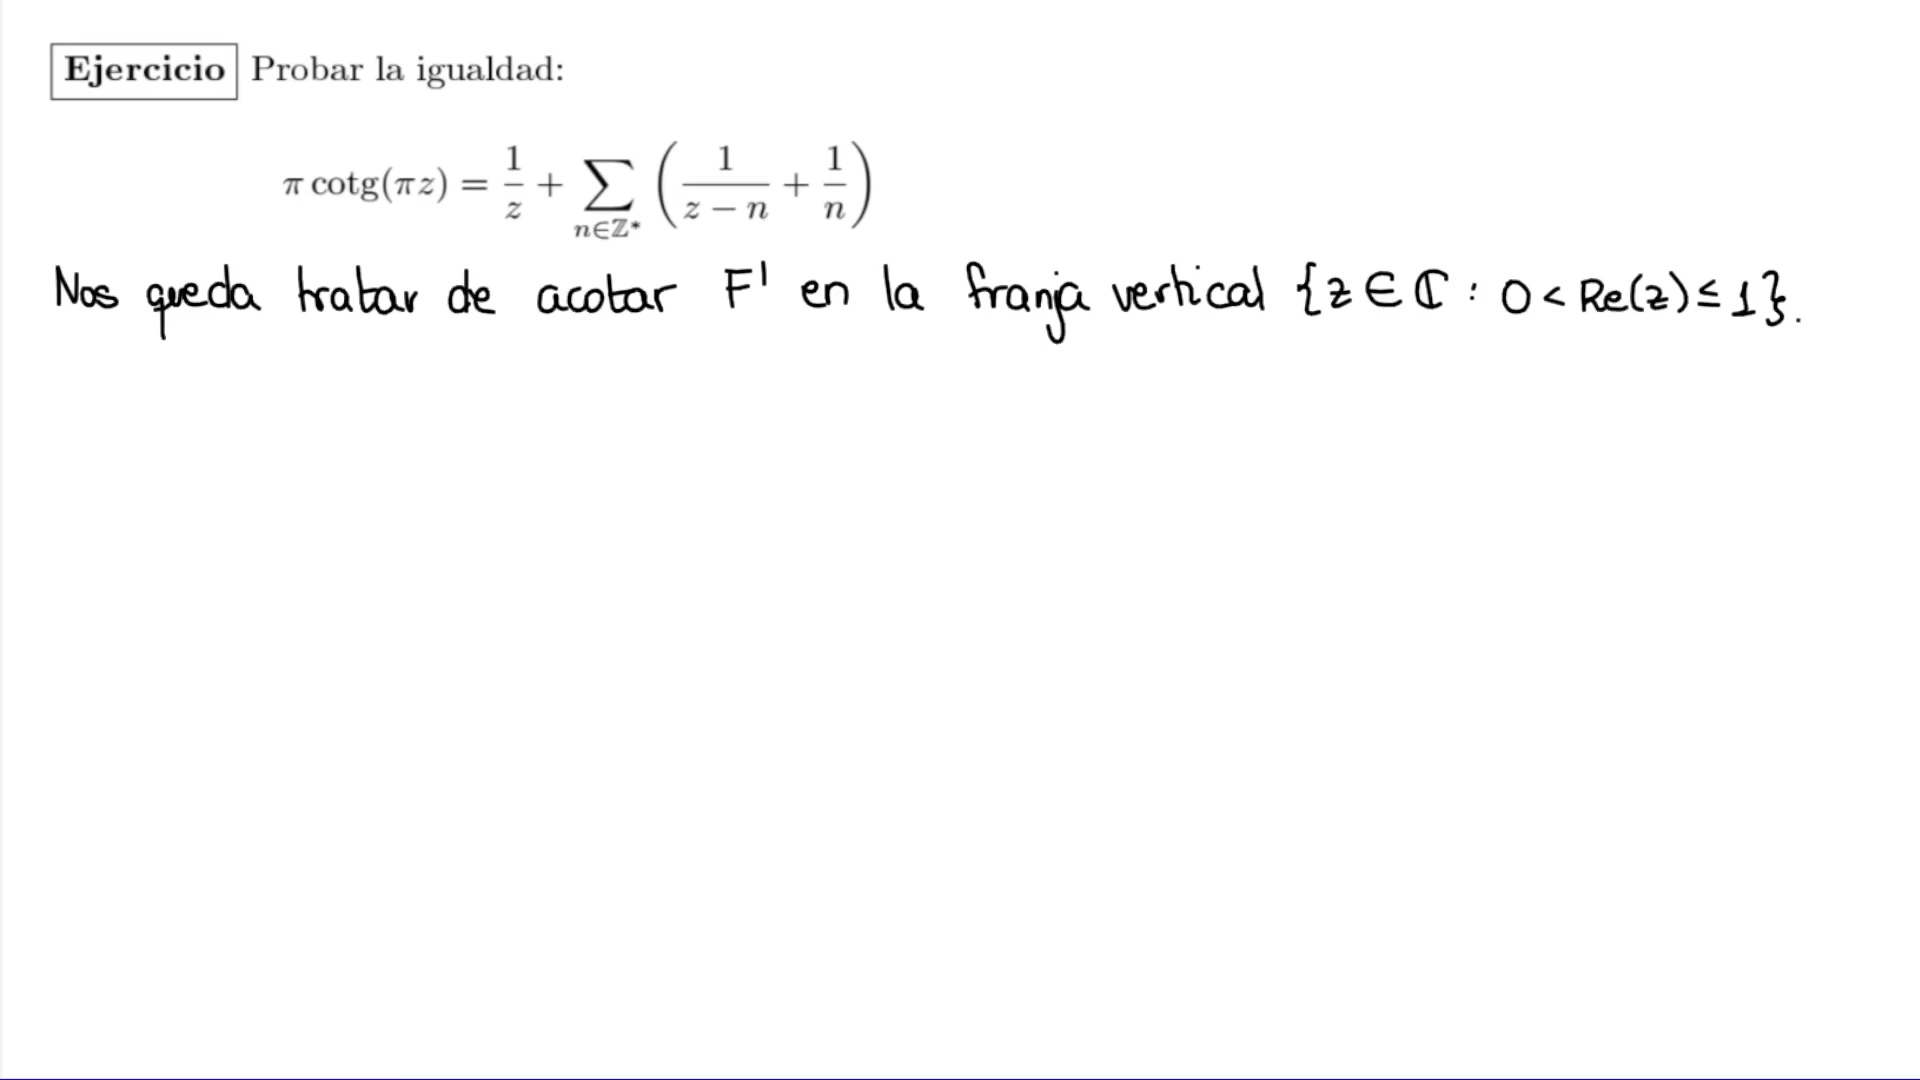 Ejercicio Probar la igualdad:
π cotg(πz) = 1/z + ∑_{n∈ℤ*} (1/(z − n) + 1/n)
Nos queda tratar de acotar F' en la franja vertical {z ∈ ℂ : 0 < Re(z) ≤ 1}.